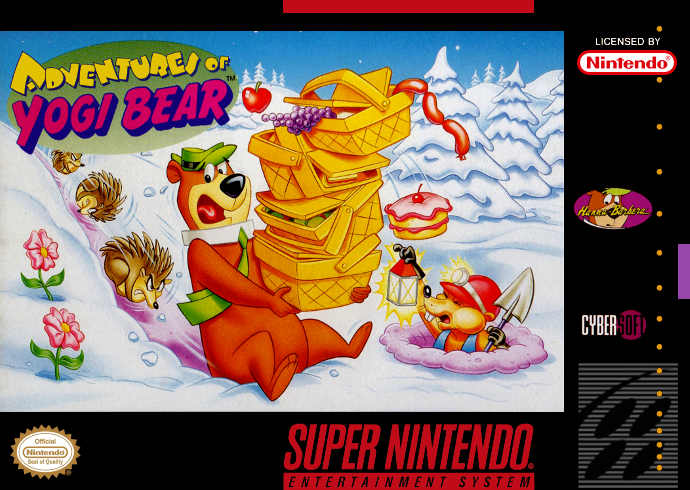 ADVENTURES OF
YOGI BEAR™
LICENSED BY
Nintendo®
Hanna-Barbera
CYBERSOFT
Official
Nintendo
Seal of Quality
SUPER NINTENDO®
ENTERTAINMENT SYSTEM